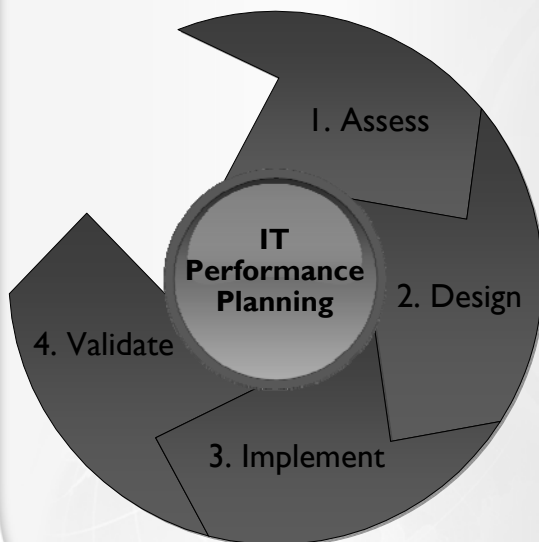 1. Assess
IT
Performance
Planning
2. Design
4. Validate
3. Implement